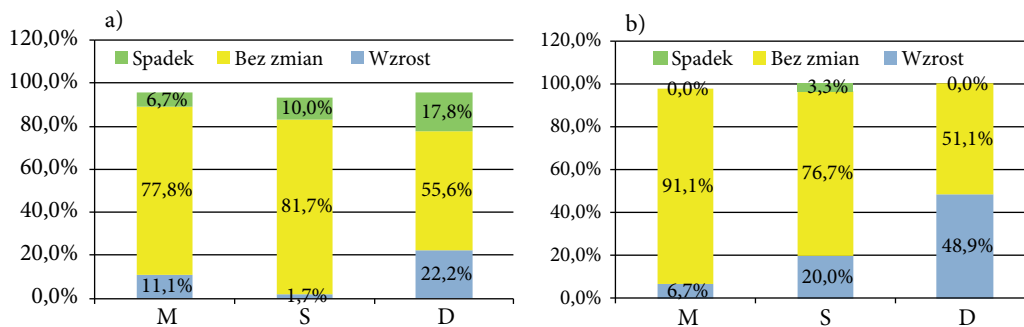 a)
120,0%
Spadek Bez zmian Wzrost
100,0%
6,7% 10,0% 17,8%
80,0%
60,0%
77,8% 81,7% 55,6%
40,0%
20,0%
11,1% 1,7% 22,2%
0,0%
M S D
b)
120,0%
Spadek Bez zmian Wzrost
100,0%
0,0% 3,3% 0,0%
80,0%
60,0%
91,1% 76,7% 51,1%
40,0%
20,0%
6,7% 20,0% 48,9%
0,0%
M S D